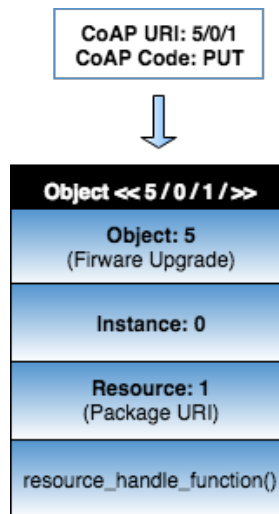 CoAP URI: 5/0/1
CoAP Code: PUT
Object << 5 / 0 / 1 / >>
Object: 5
(Firware Upgrade)
Instance: 0
Resource: 1
(Package URI)
resource_handle_function()